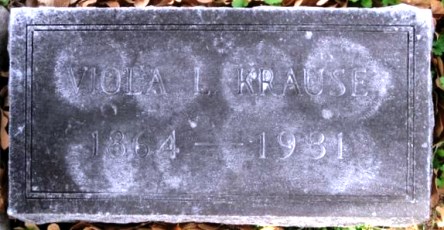 VIOLA L. KRAUSE
1864 — 1931